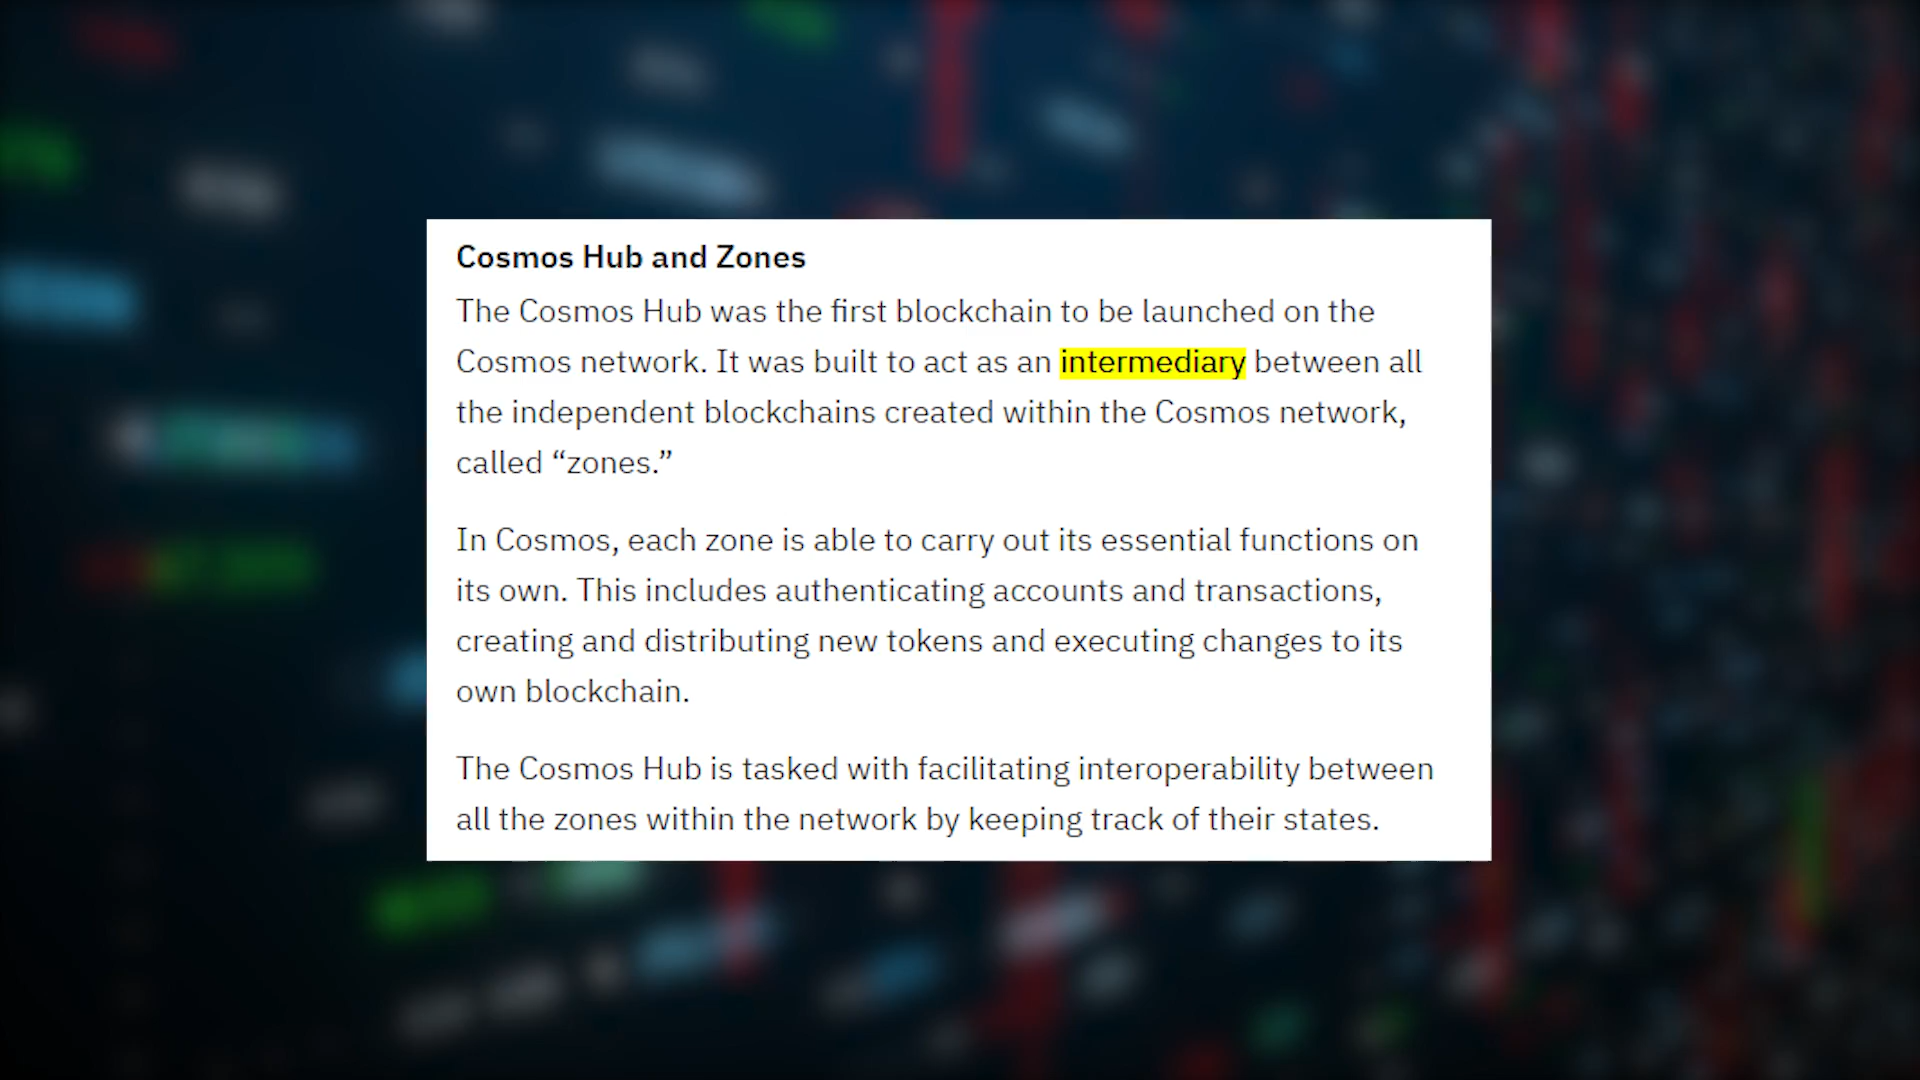 Cosmos Hub and Zones
The Cosmos Hub was the first blockchain to be launched on the
Cosmos network. It was built to act as an intermediary between all
the independent blockchains created within the Cosmos network,
called “zones.”
In Cosmos, each zone is able to carry out its essential functions on
its own. This includes authenticating accounts and transactions,
creating and distributing new tokens and executing changes to its
own blockchain.
The Cosmos Hub is tasked with facilitating interoperability between
all the zones within the network by keeping track of their states.